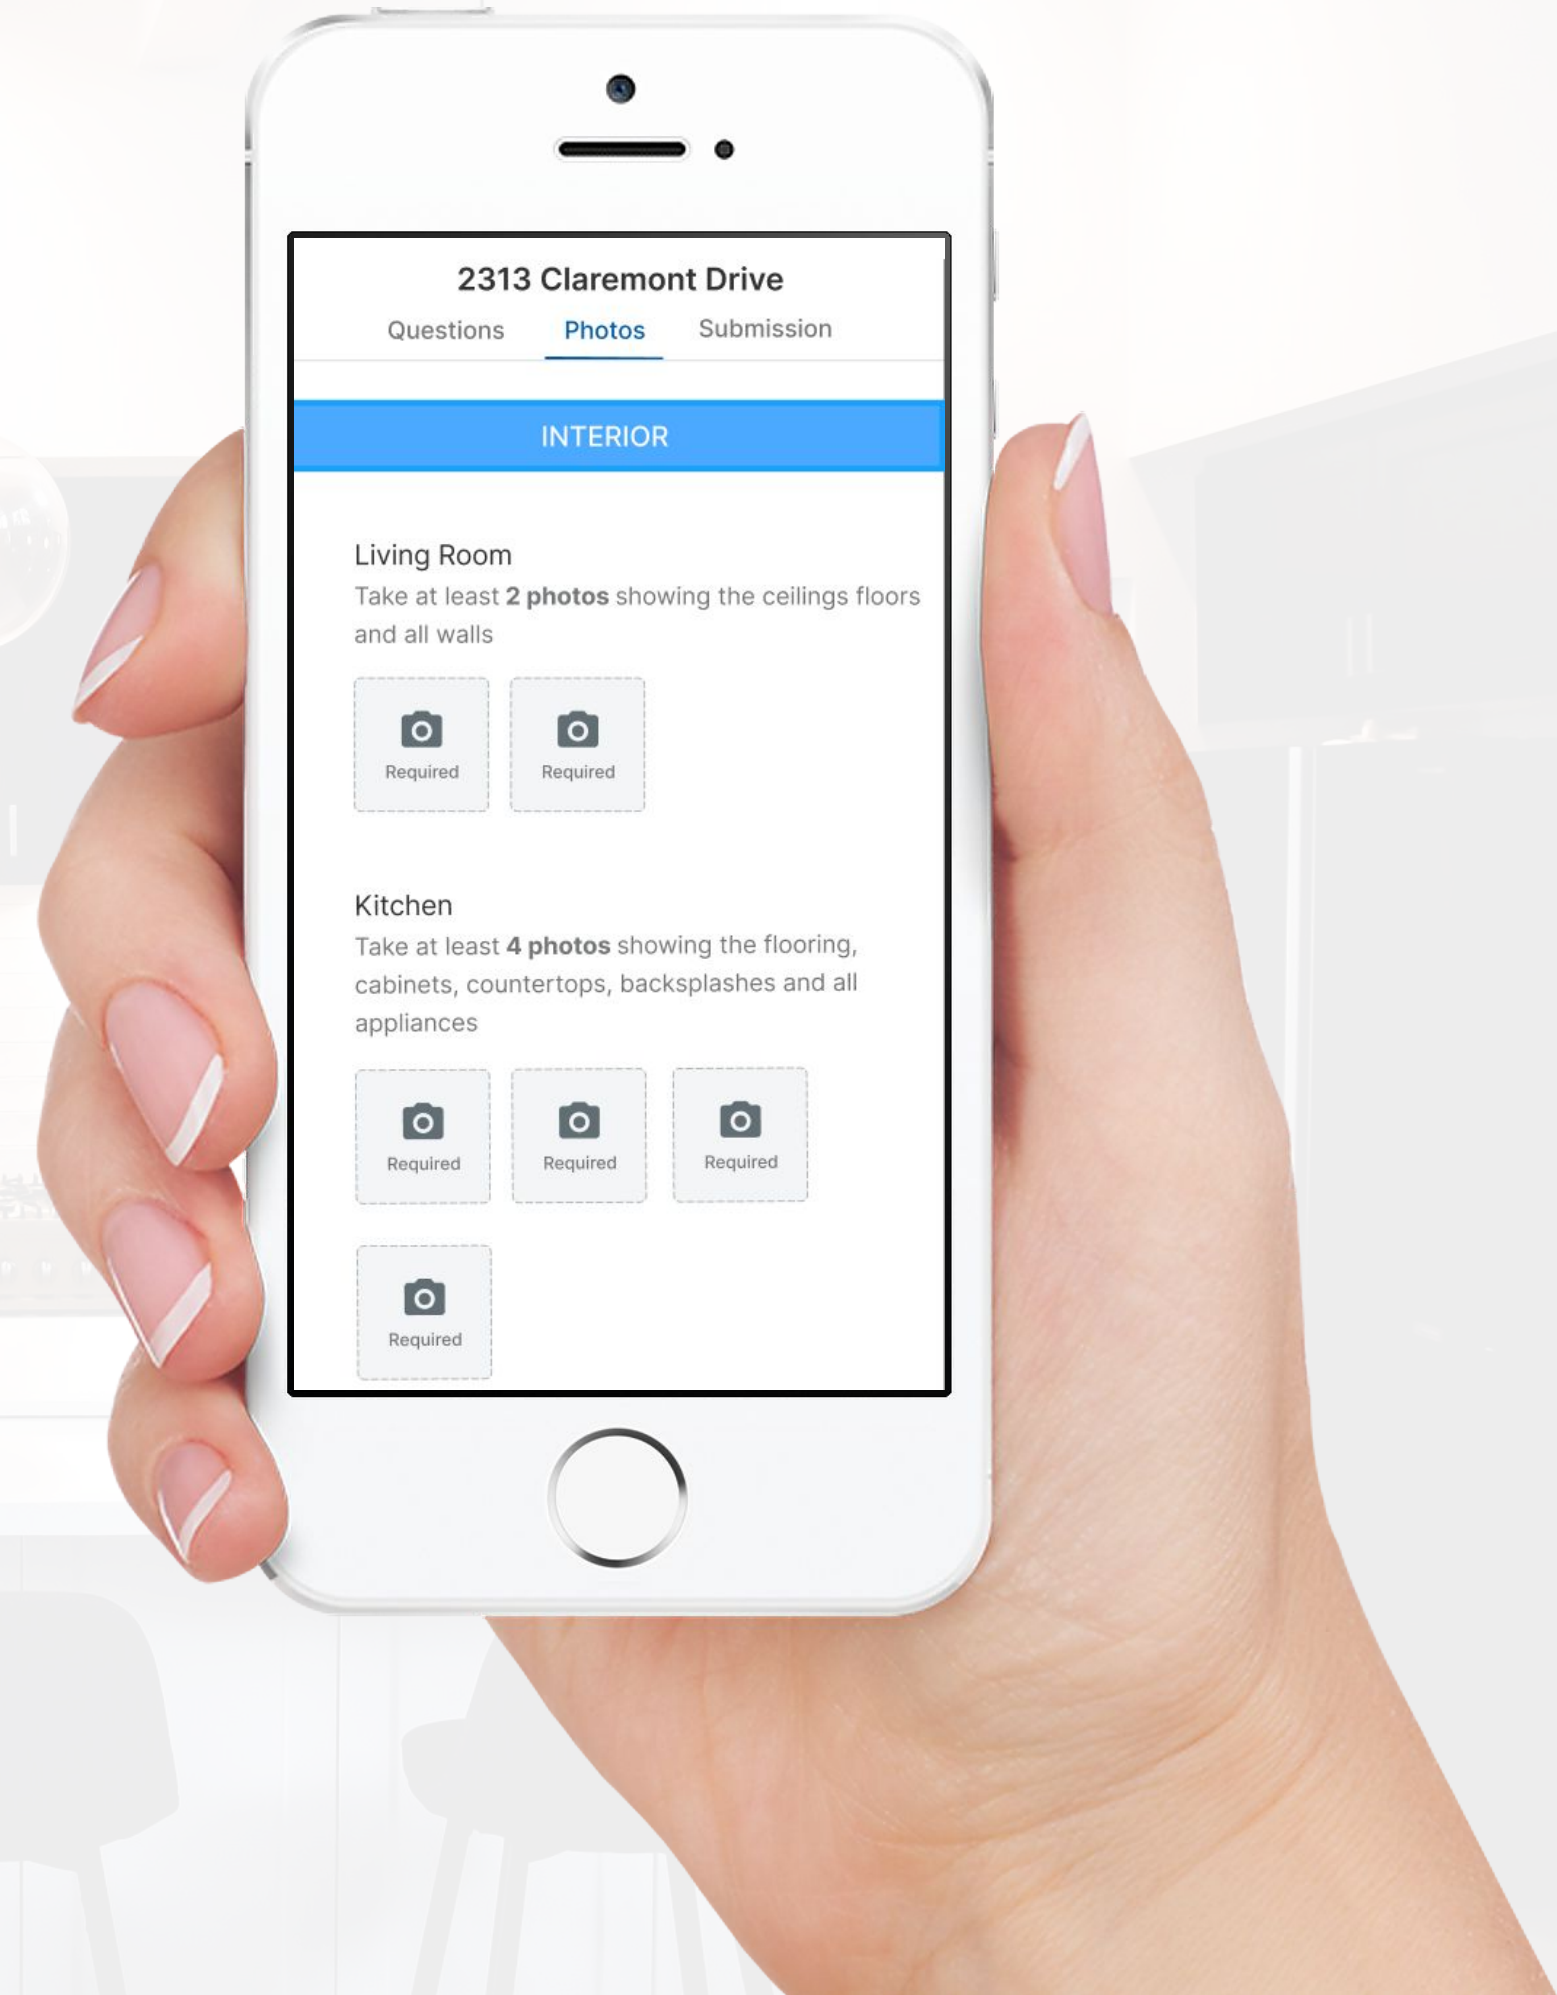 2313 Claremont Drive
Questions Photos Submission
INTERIOR
Living Room
Take at least 2 photos showing the ceilings floors
and all walls
Required Required
Kitchen
Take at least 4 photos showing the flooring,
cabinets, countertops, backsplashes and all
appliances
Required Required Required
Required